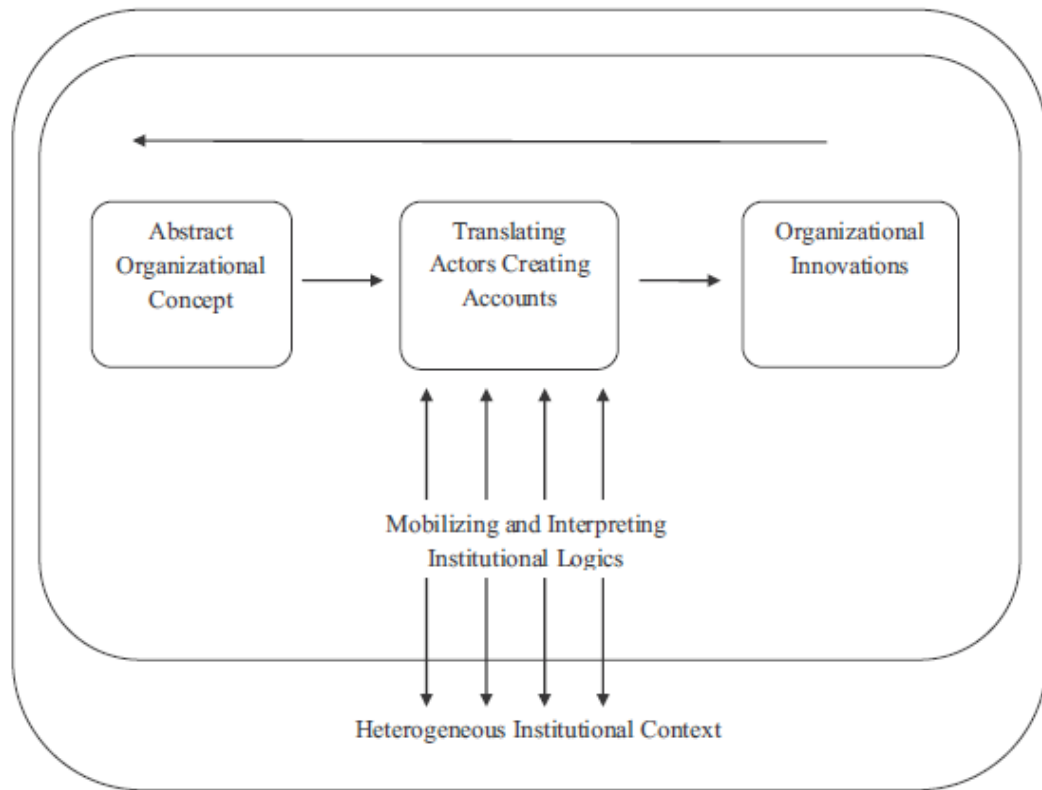 Abstract
Organizational
Concept
Translating
Actors Creating
Accounts
Organizational
Innovations
Mobilizing and Interpreting
Institutional Logics
Heterogeneous Institutional Context